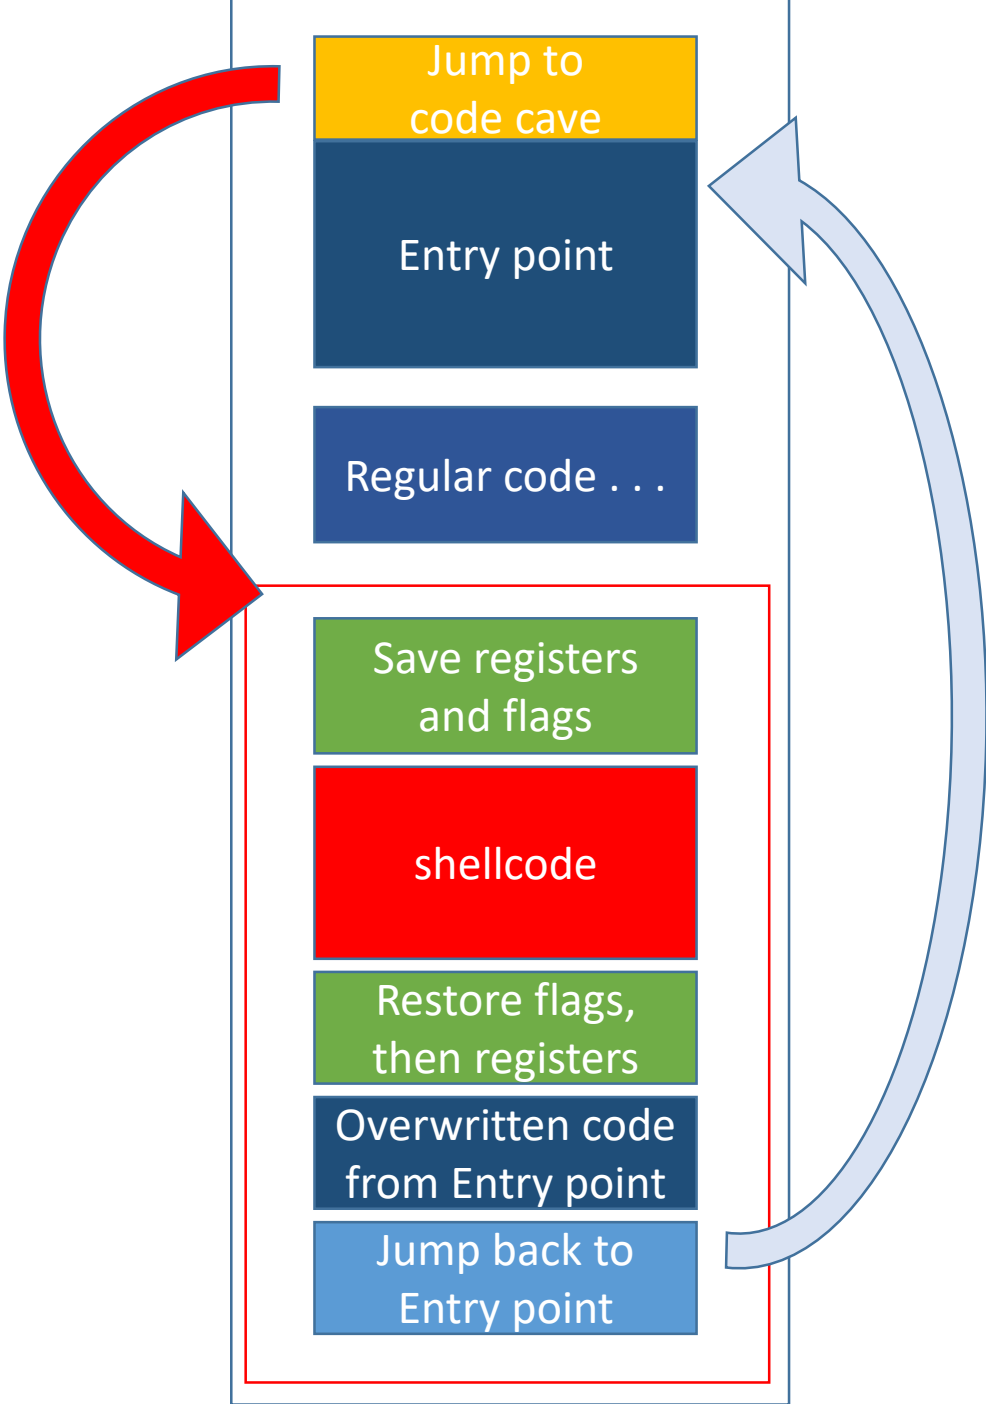 Jump to
code cave
Entry point
Regular code . . .
Save registers
and flags
shellcode
Restore flags,
then registers
Overwritten code
from Entry point
Jump back to
Entry point